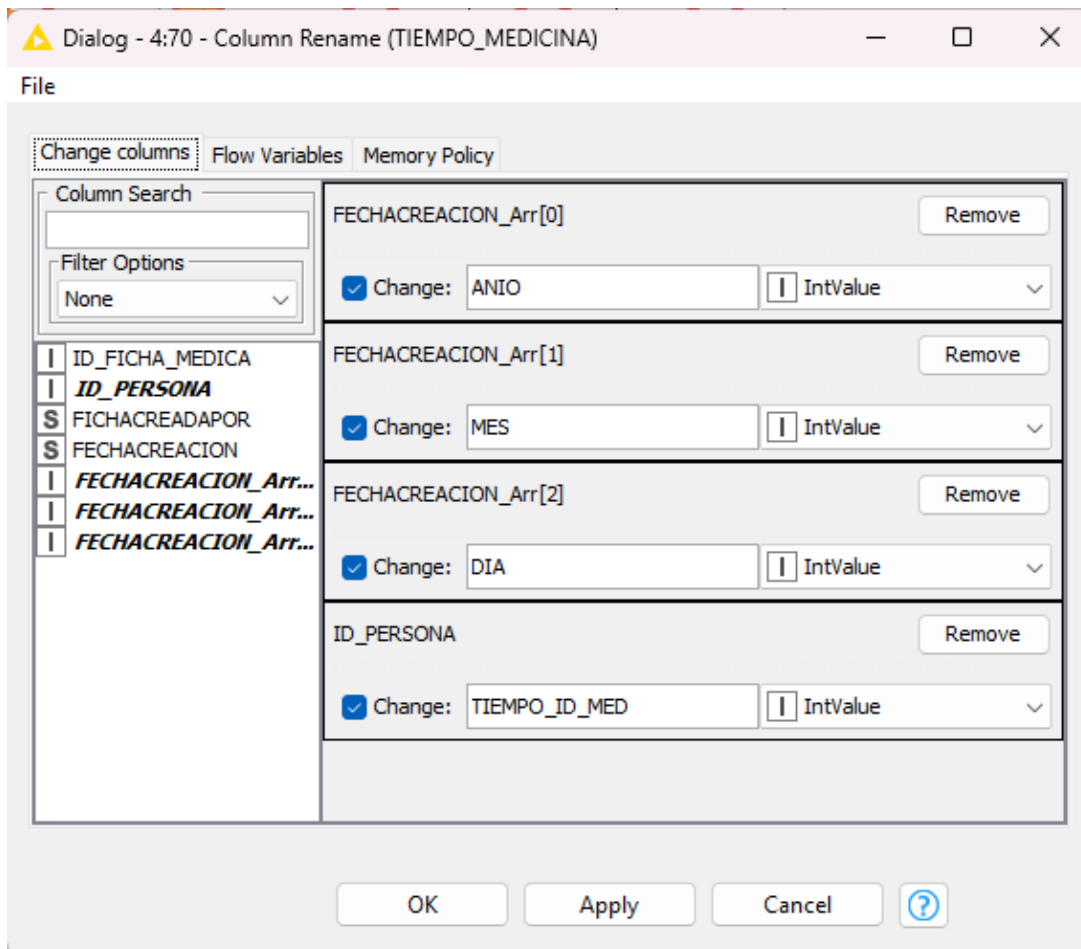 Dialog - 4:70 - Column Rename (TIEMPO_MEDICINA)
File
Change columns Flow Variables Memory Policy
Column Search
Filter Options
None
I ID_FICHA_MEDICA
I ID_PERSONA
S FICHACREADAPOR
S FECHACREACION
I FECHACREACION_Arr...
I FECHACREACION_Arr...
I FECHACREACION_Arr...
FECHACREACION_Arr[0] Remove
Change: ANIO I IntValue
FECHACREACION_Arr[1] Remove
Change: MES I IntValue
FECHACREACION_Arr[2] Remove
Change: DIA I IntValue
ID_PERSONA Remove
Change: TIEMPO_ID_MED I IntValue
OK Apply Cancel ?